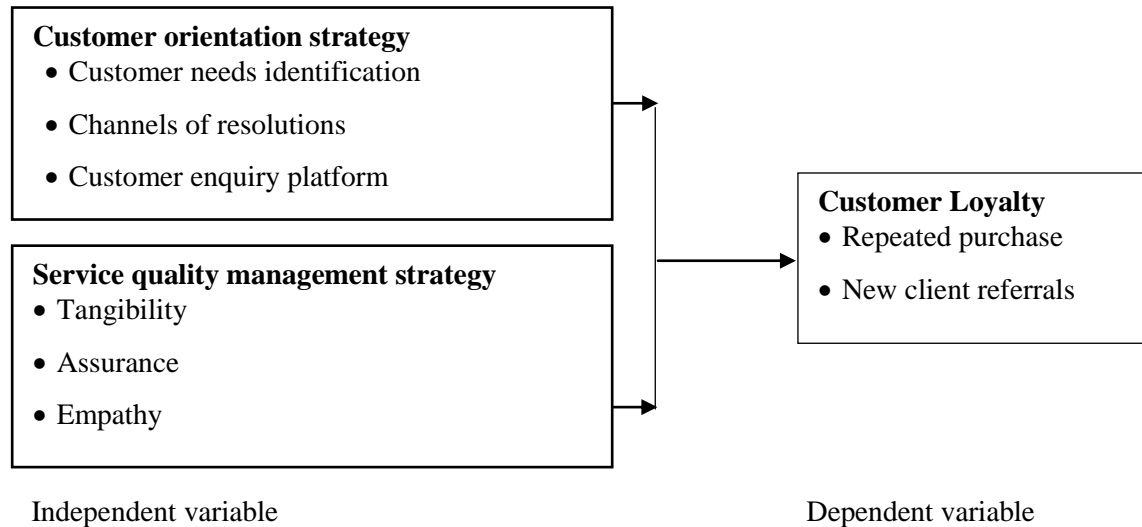 Customer orientation strategy
• Customer needs identification
• Channels of resolutions
• Customer enquiry platform
Service quality management strategy
• Tangibility
• Assurance
• Empathy
Customer Loyalty
• Repeated purchase
• New client referrals
Independent variable
Dependent variable